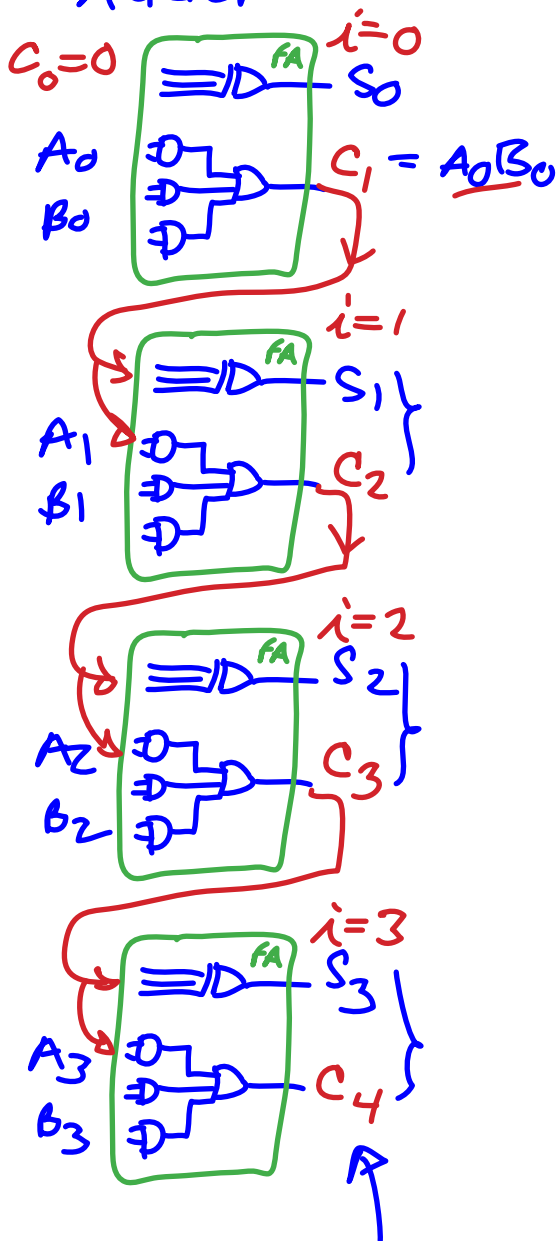 C₀=0 FA i=0
S₀
A₀
B₀
C₁ = A₀B₀
i=1
FA
S₁
A₁
B₁
C₂
i=2
FA
S₂
A₂
B₂
C₃
i=3
FA
S₃
A₃
B₃
C₄